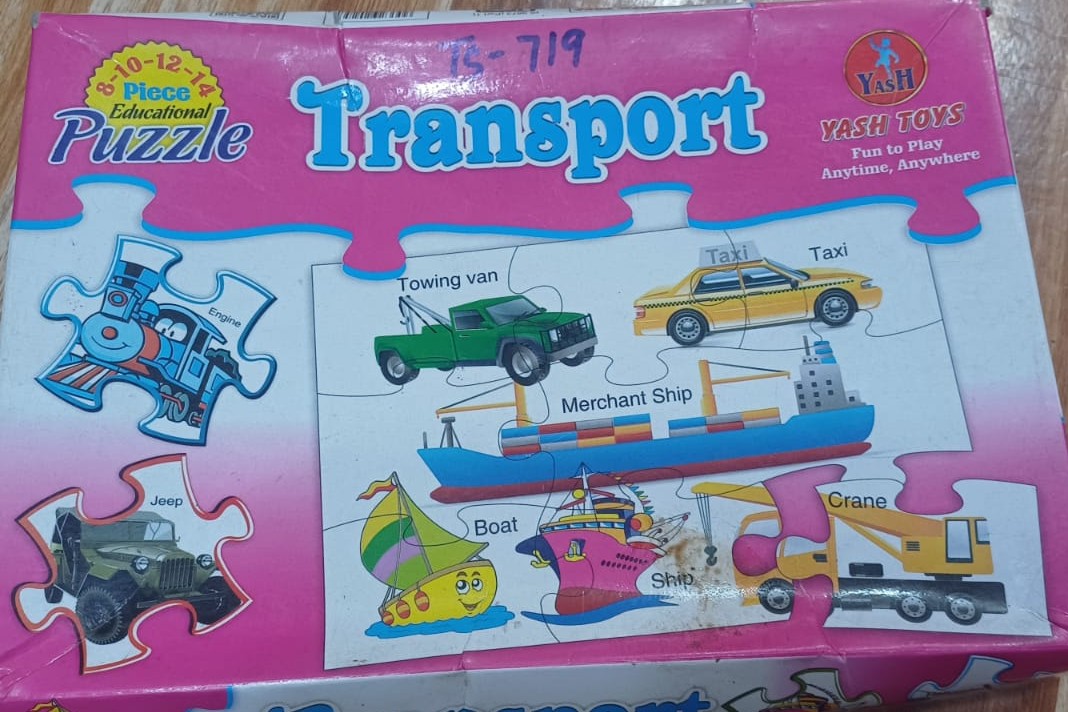 TS-719
8-10-12-14
Piece
Educational
Puzzle
Transport
YASH
YASH TOYS
Fun to Play
Anytime, Anywhere
Engine
Towing van
Taxi
Taxi
Merchant Ship
Jeep
Boat
Ship
Crane
Transport